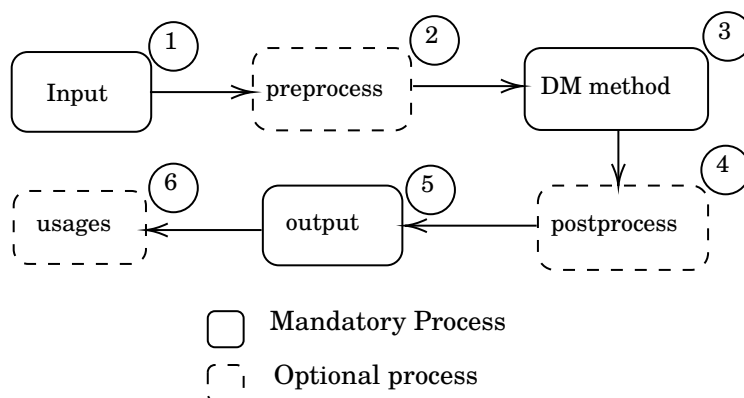 1
Input
2
preprocess
3
DM method
4
postprocess
5
output
6
usages
Mandatory Process
Optional process